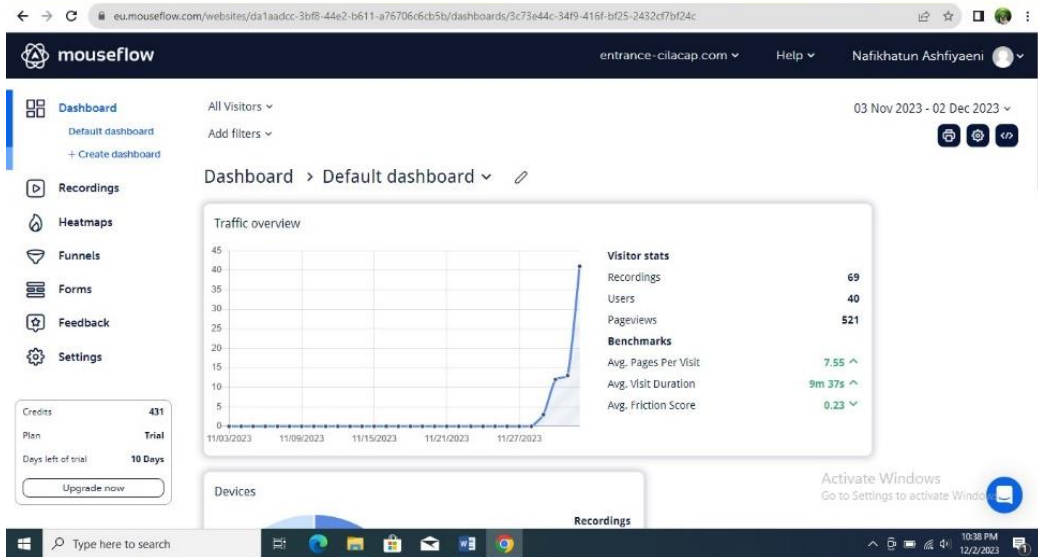 eu.mouseflow.com/websites/da1aadcc-3bf8-44e2-b611-a76706c6cb5b/dashboards/3c73e44c-34f9-416f-bf25-2432cf7bf24c
mouseflow
entrance-cilacap.com
Help
Nafikhatun Ashfiyaeni
Dashboard
Default dashboard
+ Create dashboard
Recordings
Heatmaps
Funnels
Forms
Feedback
Settings
Credits 431
Plan Trial
Days left of trial 10 Days
Upgrade now
All Visitors
Add filters
03 Nov 2023 - 02 Dec 2023
Dashboard > Default dashboard
Traffic overview
45
40
35
30
25
20
15
10
5
0
11/03/2023 11/09/2023 11/15/2023 11/21/2023 11/27/2023
Visitor stats
Recordings 69
Users 40
Pageviews 521
Benchmarks
Avg. Pages Per Visit 7.55
Avg. Visit Duration 9m 37s
Avg. Friction Score 0.23
Devices
Recordings
Activate Windows
Go to Settings to activate Windo
Type here to search
10:38 PM
12/2/2023